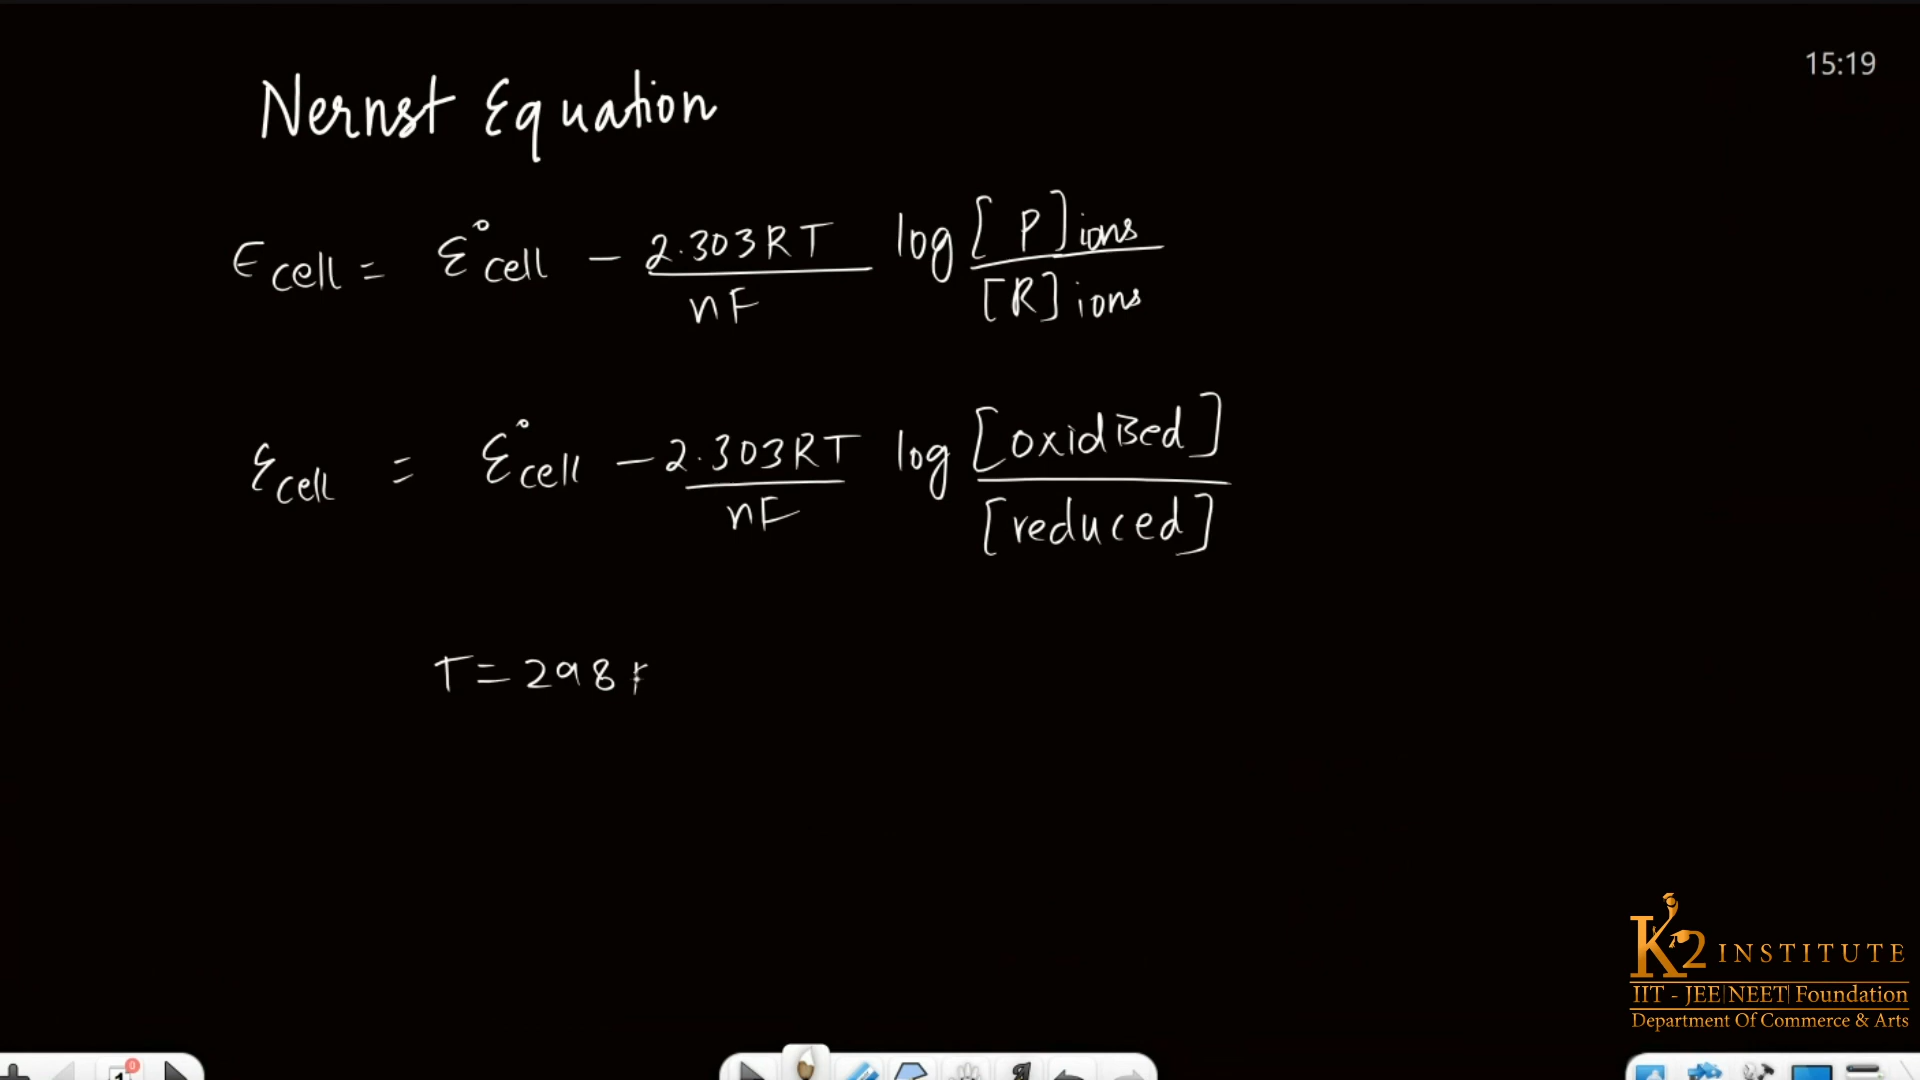 15:19
Nernst Equation
Ecell = Ɛ°cell - 2.303RT/nF log [P]ions/[R]ions
Ɛcell = Ɛ°cell - 2.303RT/nF log [oxidised]/[reduced]
T = 298
K2 INSTITUTE
IIT - JEE|NEET| Foundation
Department Of Commerce & Arts